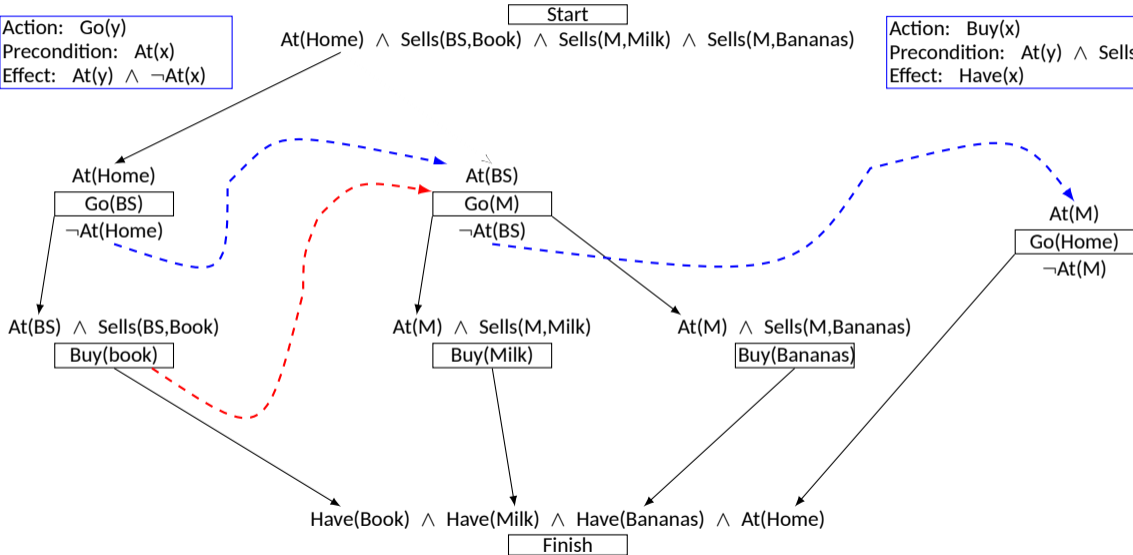 Start
At(Home) ∧ Sells(BS,Book) ∧ Sells(M,Milk) ∧ Sells(M,Bananas)
Action: Go(y)
Precondition: At(x)
Effect: At(y) ∧ ¬At(x)
Action: Buy(x)
Precondition: At(y) ∧ Sells
Effect: Have(x)
At(Home)
Go(BS)
¬At(Home)
At(BS)
Go(M)
¬At(BS)
At(M)
Go(Home)
¬At(M)
At(BS) ∧ Sells(BS,Book)
Buy(book)
At(M) ∧ Sells(M,Milk)
Buy(Milk)
At(M) ∧ Sells(M,Bananas)
Buy(Bananas)
Have(Book) ∧ Have(Milk) ∧ Have(Bananas) ∧ At(Home)
Finish